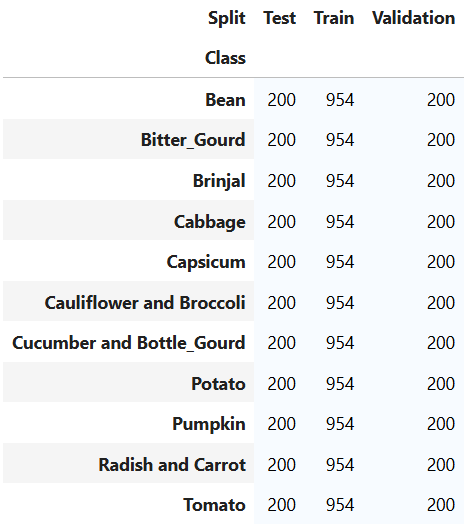 Split Test Train Validation
Class
Bean 200 954 200
Bitter_Gourd 200 954 200
Brinjal 200 954 200
Cabbage 200 954 200
Capsicum 200 954 200
Cauliflower and Broccoli 200 954 200
Cucumber and Bottle_Gourd 200 954 200
Potato 200 954 200
Pumpkin 200 954 200
Radish and Carrot 200 954 200
Tomato 200 954 200